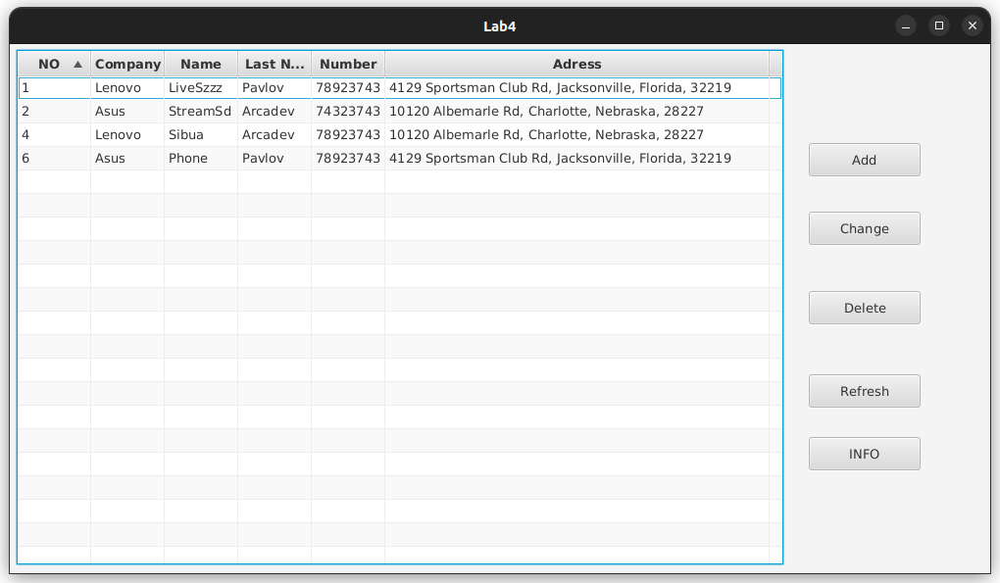 Lab4
NO Company Name Last N... Number Adress
1 Lenovo LiveSzzz Pavlov 78923743 4129 Sportsman Club Rd, Jacksonville, Florida, 32219
2 Asus StreamSd Arcadev 74323743 10120 Albemarle Rd, Charlotte, Nebraska, 28227
4 Lenovo Sibua Arcadev 78923743 10120 Albemarle Rd, Charlotte, Nebraska, 28227
6 Asus Phone Pavlov 78923743 4129 Sportsman Club Rd, Jacksonville, Florida, 32219
Add
Change
Delete
Refresh
INFO